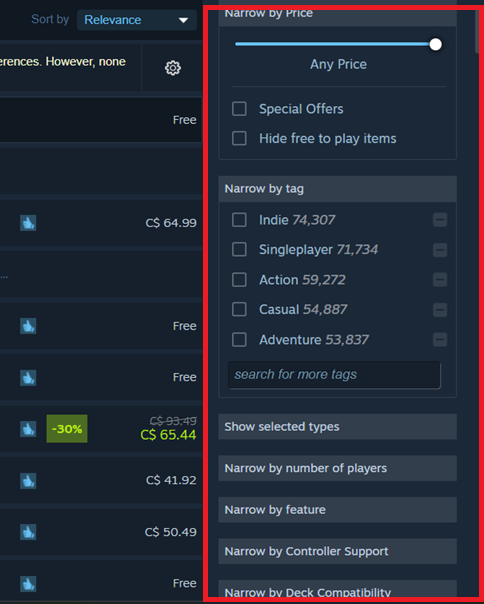 Sort by Relevance
erences. However, none
Free
C$ 64.99
...
Free
Free
-30%
C$ 93.49
C$ 65.44
C$ 41.92
C$ 50.49
Free
Narrow by Price
Any Price
Special Offers
Hide free to play items
Narrow by tag
Indie 74,307
Singleplayer 71,734
Action 59,272
Casual 54,887
Adventure 53,837
search for more tags
Show selected types
Narrow by number of players
Narrow by feature
Narrow by Controller Support
Narrow by Deck Compatibility